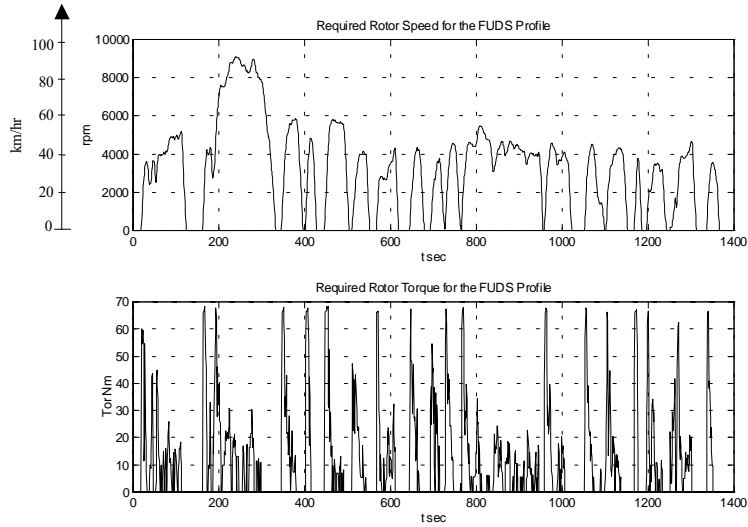 Required Rotor Speed for the FUDS Profile
100
80
60
40
20
0
km/hr
10000
8000
6000
4000
2000
0
rpm
0 200 400 600 800 1000 1200 1400
t sec
Required Rotor Torque for the FUDS Profile
70
60
50
40
30
20
10
0
Tor Nm
0 200 400 600 800 1000 1200 1400
t sec